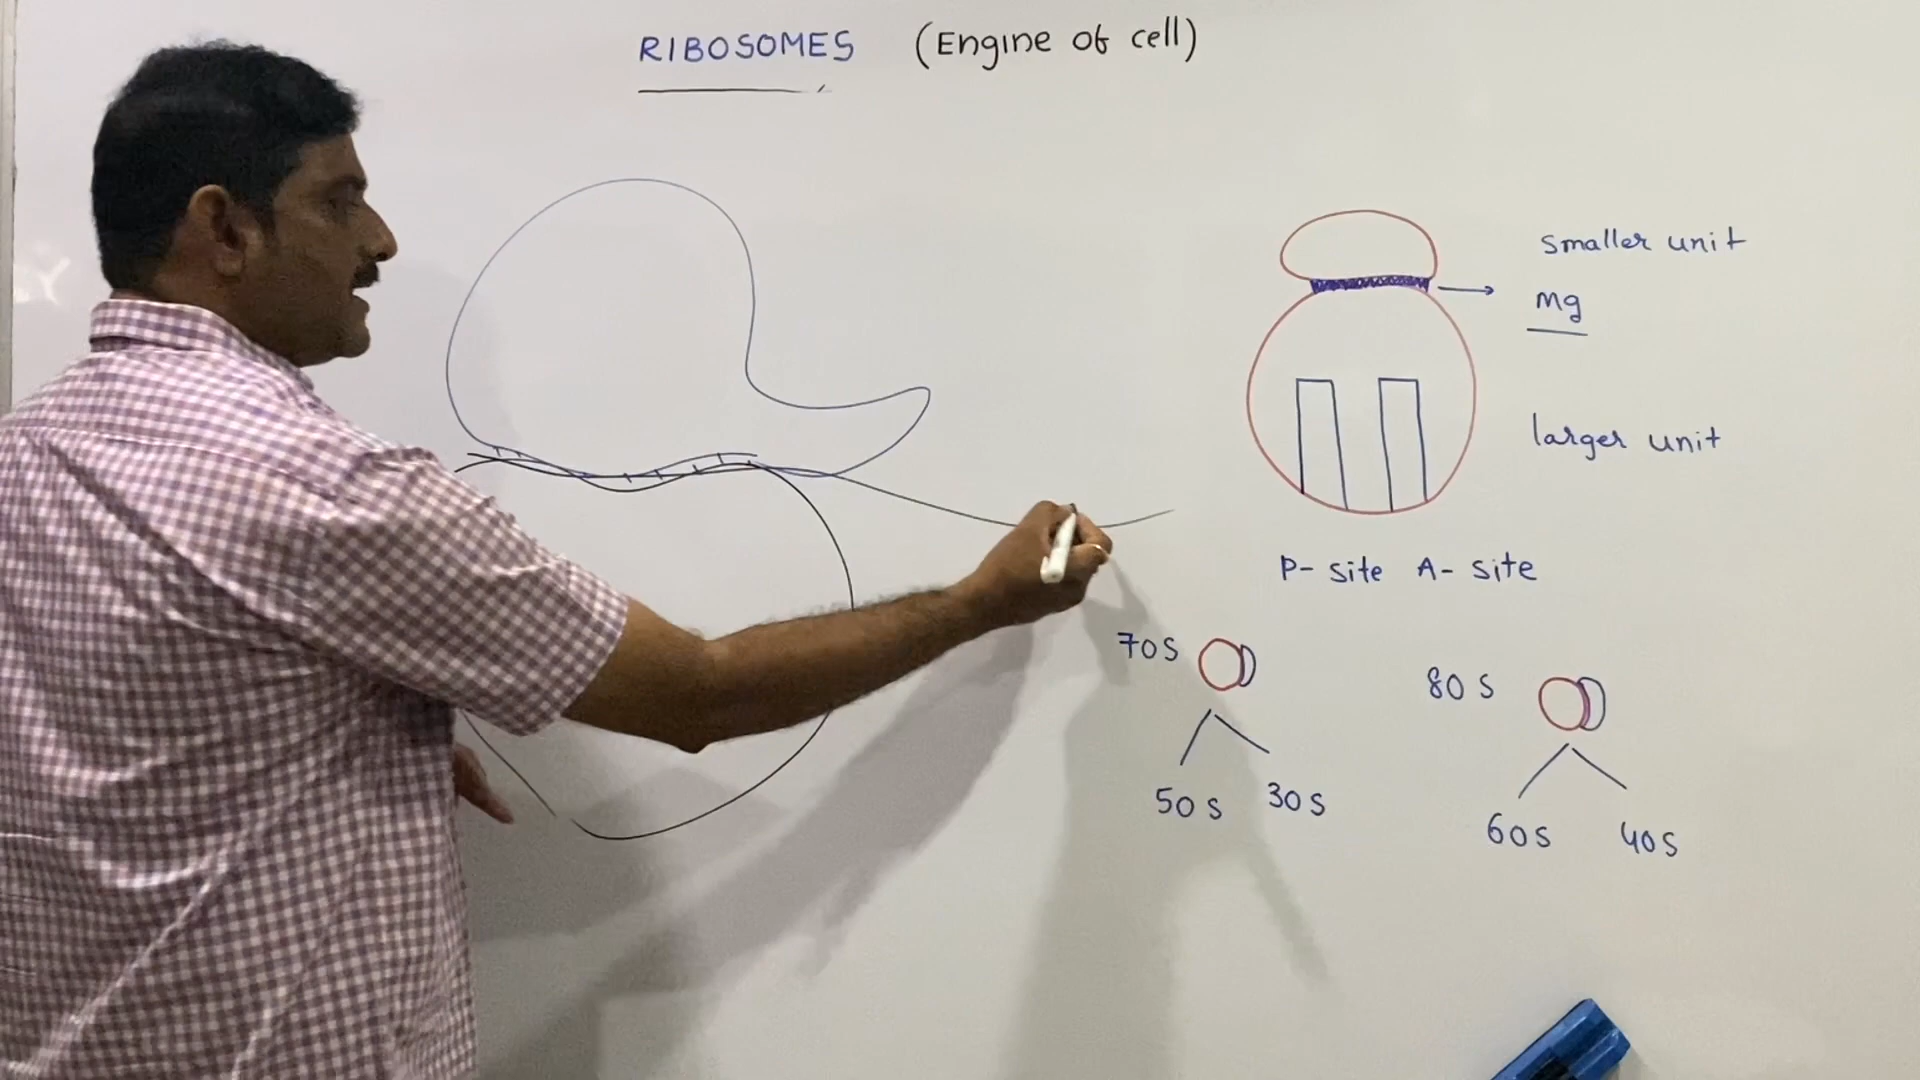 RIBOSOMES (Engine of cell)
smaller unit
mg
larger unit
P- site A- site
70S
80 S
50 S 30 S
60 S 40 S